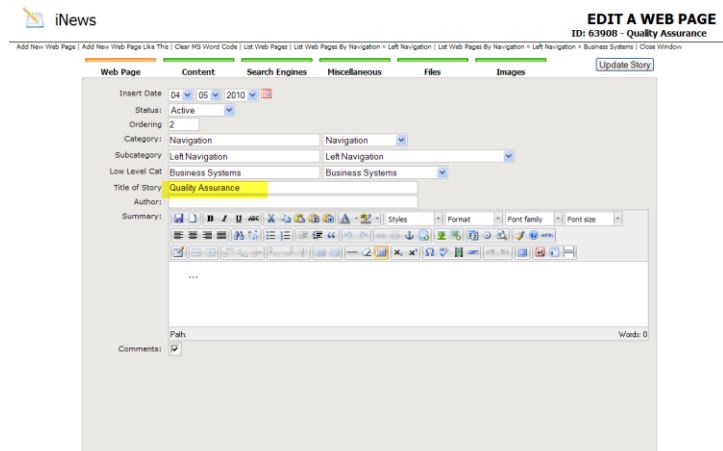 iNews
EDIT A WEB PAGE
ID: 63908 - Quality Assurance
Add New Web Page | Add New Web Page Like This | Clear MS Word Code | List Web Pages | List Web Pages By Navigation » Left Navigation | List Web Pages By Navigation » Left Navigation » Business Systems | Close Window
Update Story
Web Page Content Search Engines Miscellaneous Files Images
Insert Date 04 05 2010
Status: Active
Ordering 2
Category: Navigation Navigation
Subcategory Left Navigation Left Navigation
Low Level Cat Business Systems Business Systems
Title of Story Quality Assurance
Author:
Summary: B I U ABC A Styles Format Font family Font size
HTML
...
Path: Words: 0
Comments: